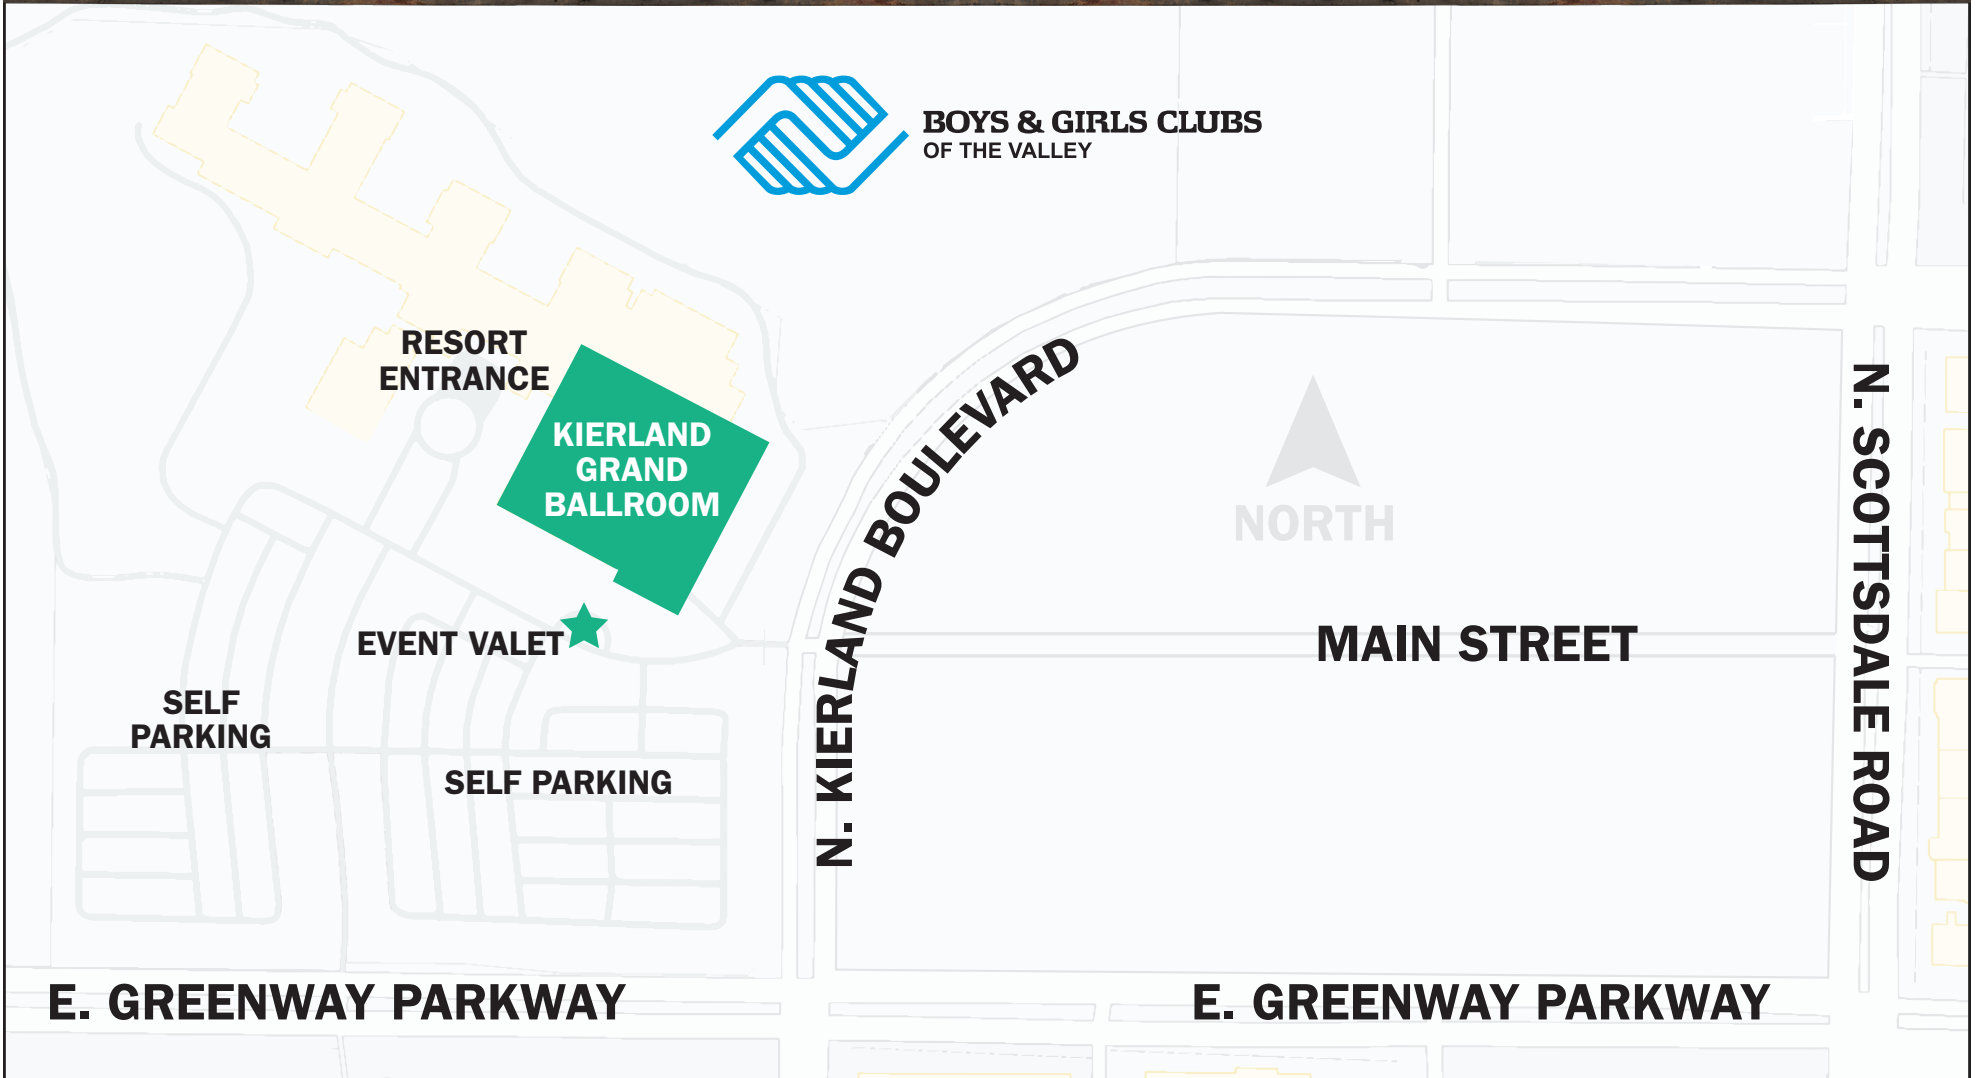 BOYS & GIRLS CLUBS
OF THE VALLEY
RESORT
ENTRANCE
KIERLAND
GRAND
BALLROOM
N. KIERLAND BOULEVARD
NORTH
N. SCOTTSDALE ROAD
EVENT VALET
MAIN STREET
SELF
PARKING
SELF PARKING
E. GREENWAY PARKWAY
E. GREENWAY PARKWAY